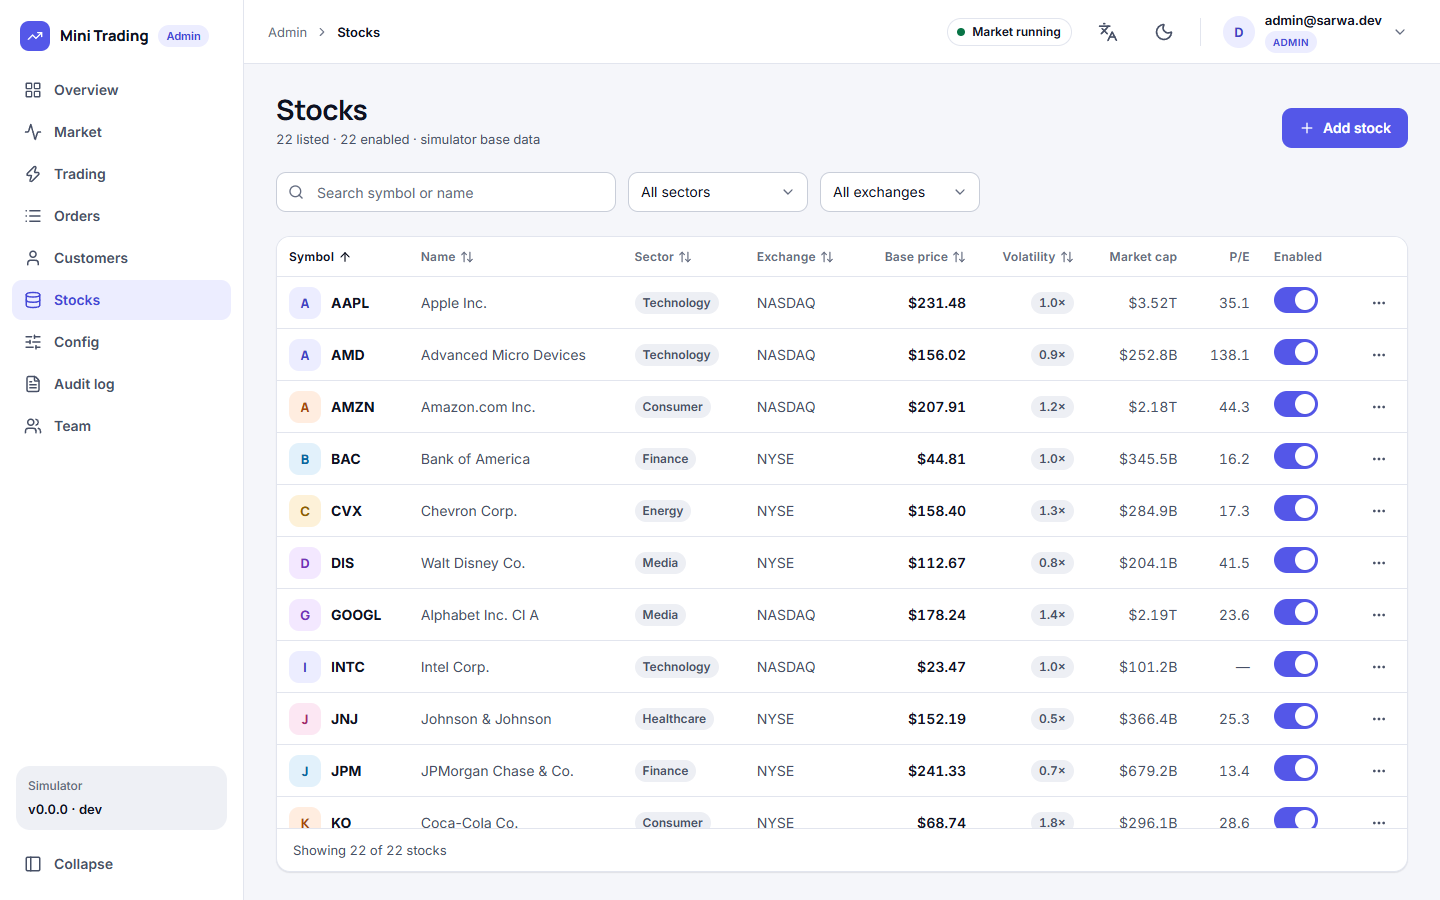 Mini Trading Admin
Overview
Market
Trading
Orders
Customers
Stocks
Config
Audit log
Team
Simulator
v0.0.0 · dev
Collapse
Admin > Stocks
Market running
D
admin@sarwa.dev
ADMIN
Stocks
22 listed · 22 enabled · simulator base data
+ Add stock
Search symbol or name
All sectors
All exchanges
Symbol Name Sector Exchange Base price Volatility Market cap P/E Enabled
A AAPL Apple Inc. Technology NASDAQ $231.48 1.0× $3.52T 35.1
A AMD Advanced Micro Devices Technology NASDAQ $156.02 0.9× $252.8B 138.1
A AMZN Amazon.com Inc. Consumer NASDAQ $207.91 1.2× $2.18T 44.3
B BAC Bank of America Finance NYSE $44.81 1.0× $345.5B 16.2
C CVX Chevron Corp. Energy NYSE $158.40 1.3× $284.9B 17.3
D DIS Walt Disney Co. Media NYSE $112.67 0.8× $204.1B 41.5
G GOOGL Alphabet Inc. Cl A Media NASDAQ $178.24 1.4× $2.19T 23.6
I INTC Intel Corp. Technology NASDAQ $23.47 1.0× $101.2B —
J JNJ Johnson & Johnson Healthcare NYSE $152.19 0.5× $366.4B 25.3
J JPM JPMorgan Chase & Co. Finance NYSE $241.33 0.7× $679.2B 13.4
K KO Coca-Cola Co. Consumer NYSE $68.74 1.8× $296.1B 28.6
Showing 22 of 22 stocks